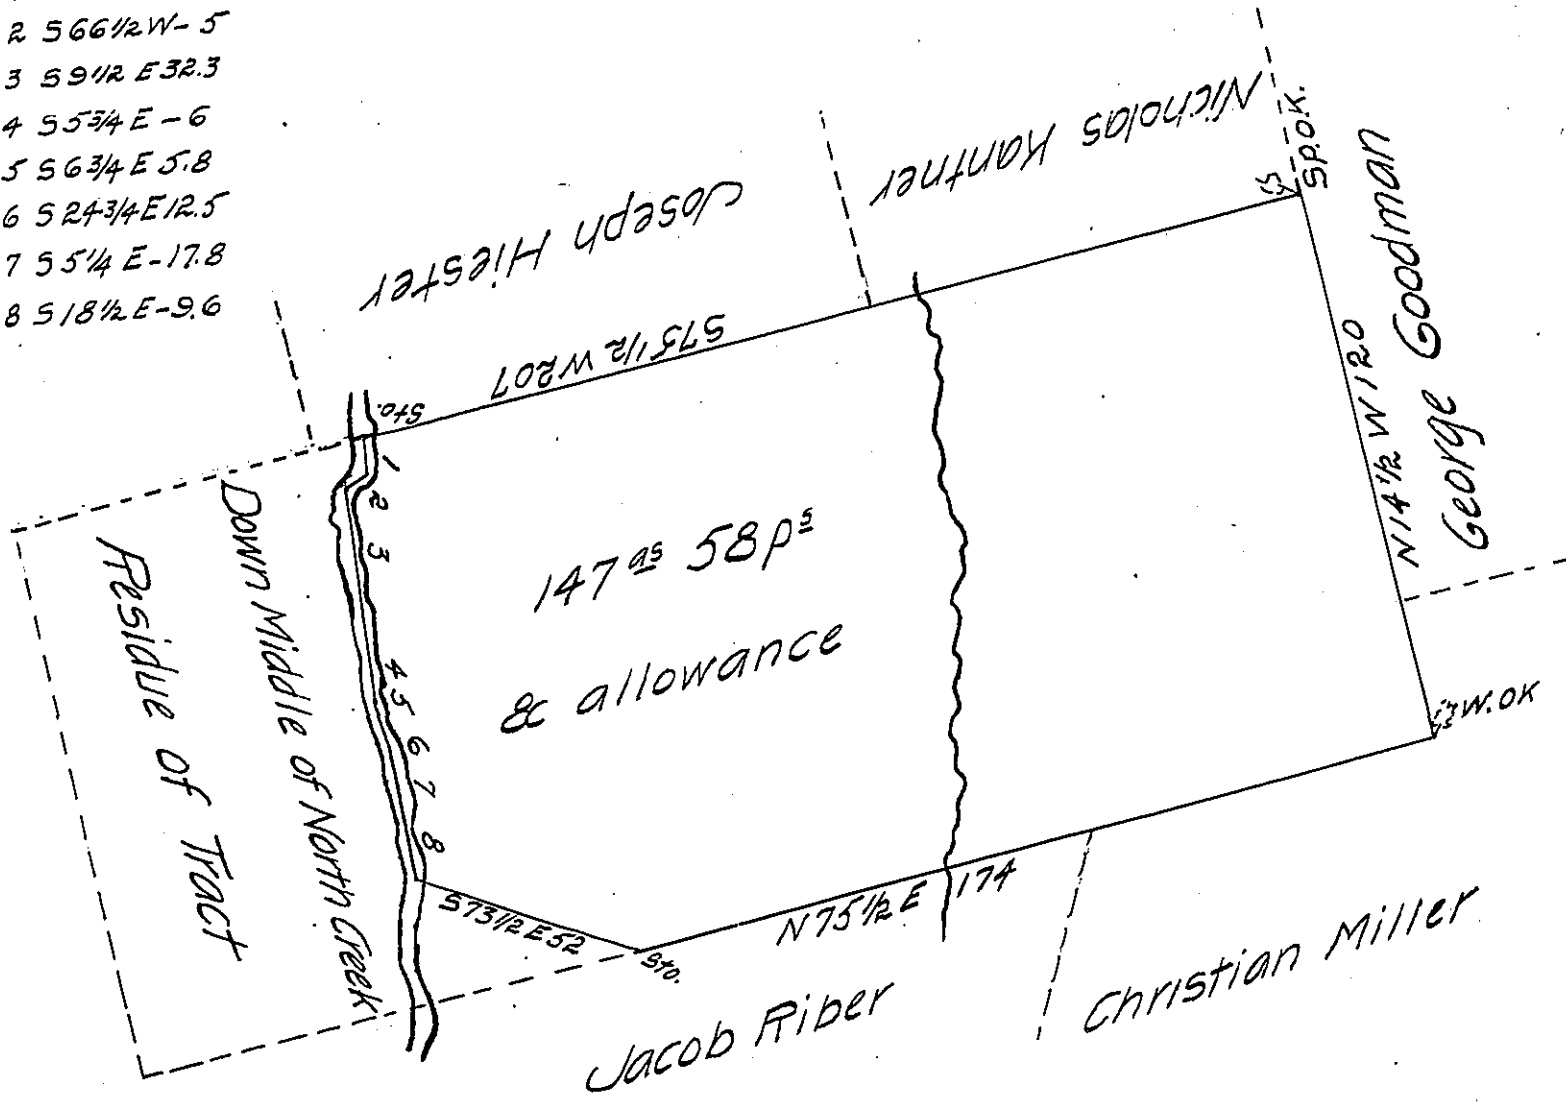 2 S66½W-5
3 S9½E32.3
4 S5¾E-6
5 S6¾E5.8
6 S24¾E12.5
7 S5¼E-17.8
8 S18½E-9.6
Nicholas Kantner
Joseph Hiester
Sp.o.k.
George Goodman
S75½W207
Sto.
N14½W120
1
2
3
4
5
6
7
8
147as 58ps
& allowance
Down Middle of North Creek
Residue of Tract
W.OK
S73½E52
Sto.
N75½E 174
Jacob Riber
Christian Miller